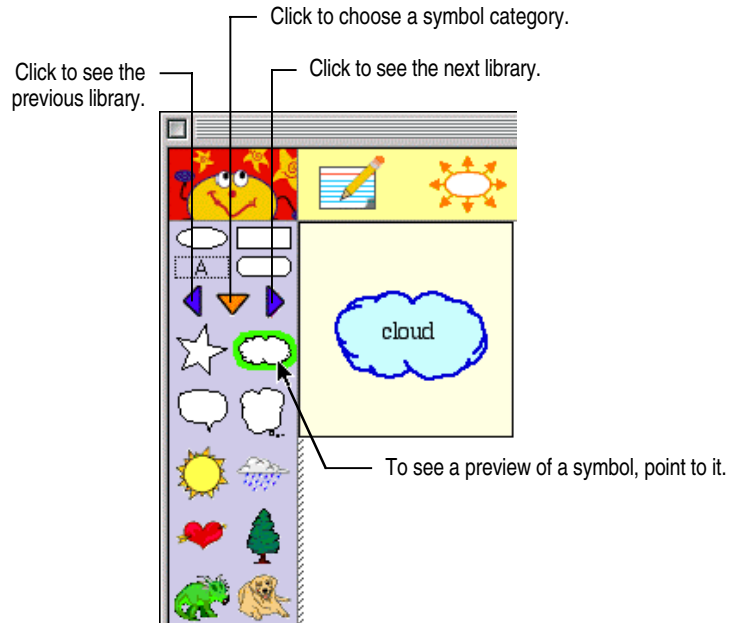 Click to choose a symbol category.
Click to see the
previous library.
Click to see the next library.
A
cloud
To see a preview of a symbol, point to it.